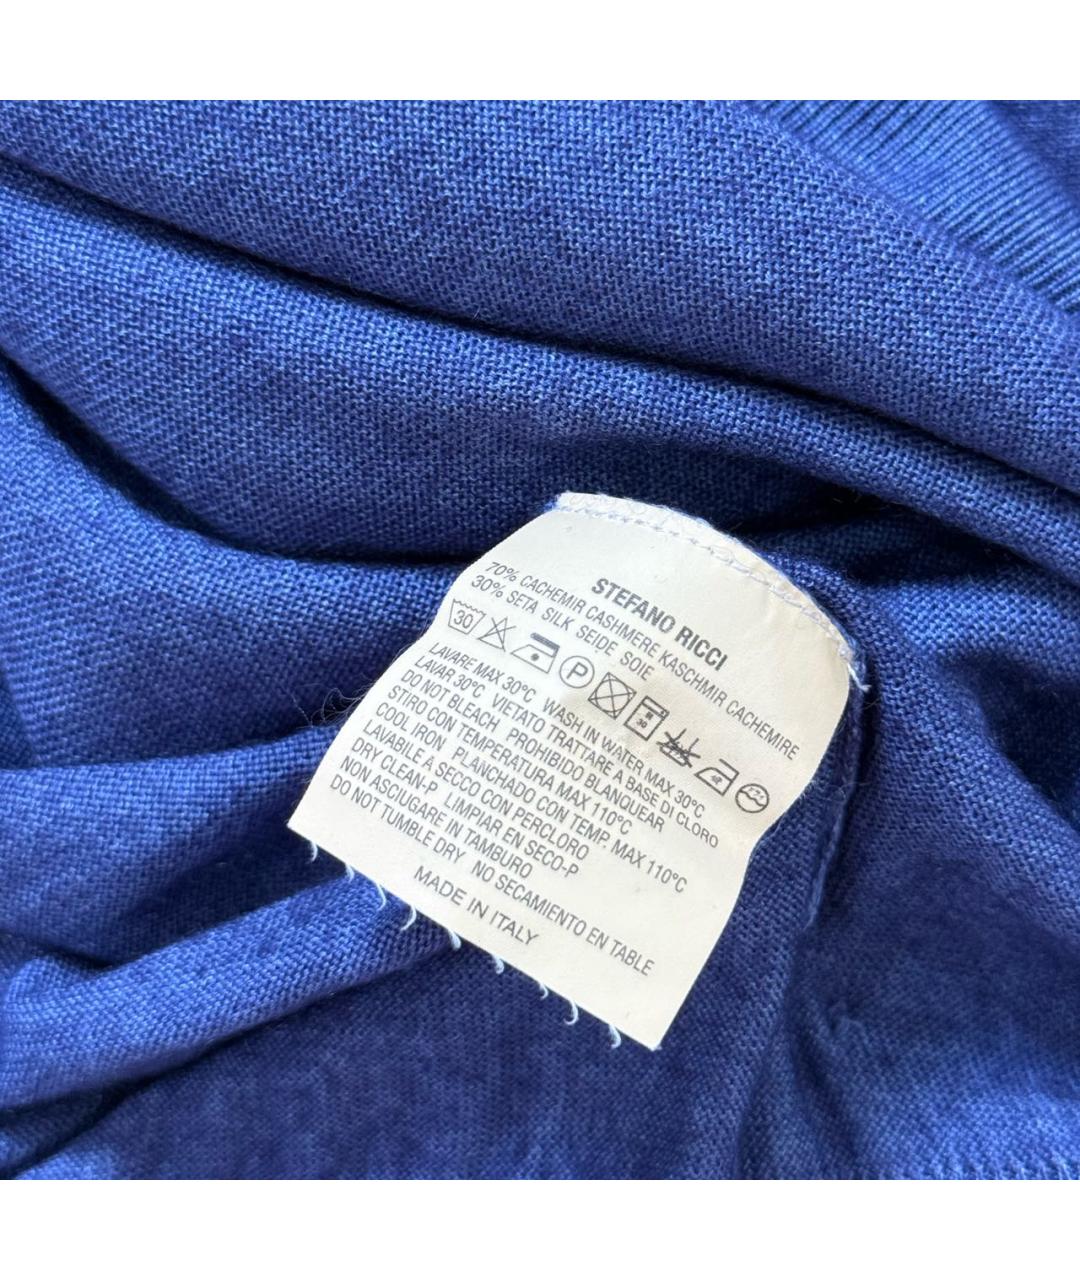 STEFANO RICCI
70% CACHEMIR CASHMERE KASCHMIR CACHEMIRE
30% SETA SILK SEIDE SOIE
30 P 30
LAVARE MAX 30°C WASH IN WATER MAX 30°C
LAVAR 30°C VIETATO TRATTARE A BASE DI CLORO
DO NOT BLEACH PROHIBIDO BLANQUEAR
STIRO CON TEMPERATURA MAX 110°C
COOL IRON PLANCHADO CON TEMP. MAX 110°C
LAVABILE A SECCO CON PERCLORO
DRY CLEAN-P LIMPIAR EN SECO-P
NON ASCIUGARE IN TAMBURO
DO NOT TUMBLE DRY NO SECAMIENTO EN TABLE
MADE IN ITALY